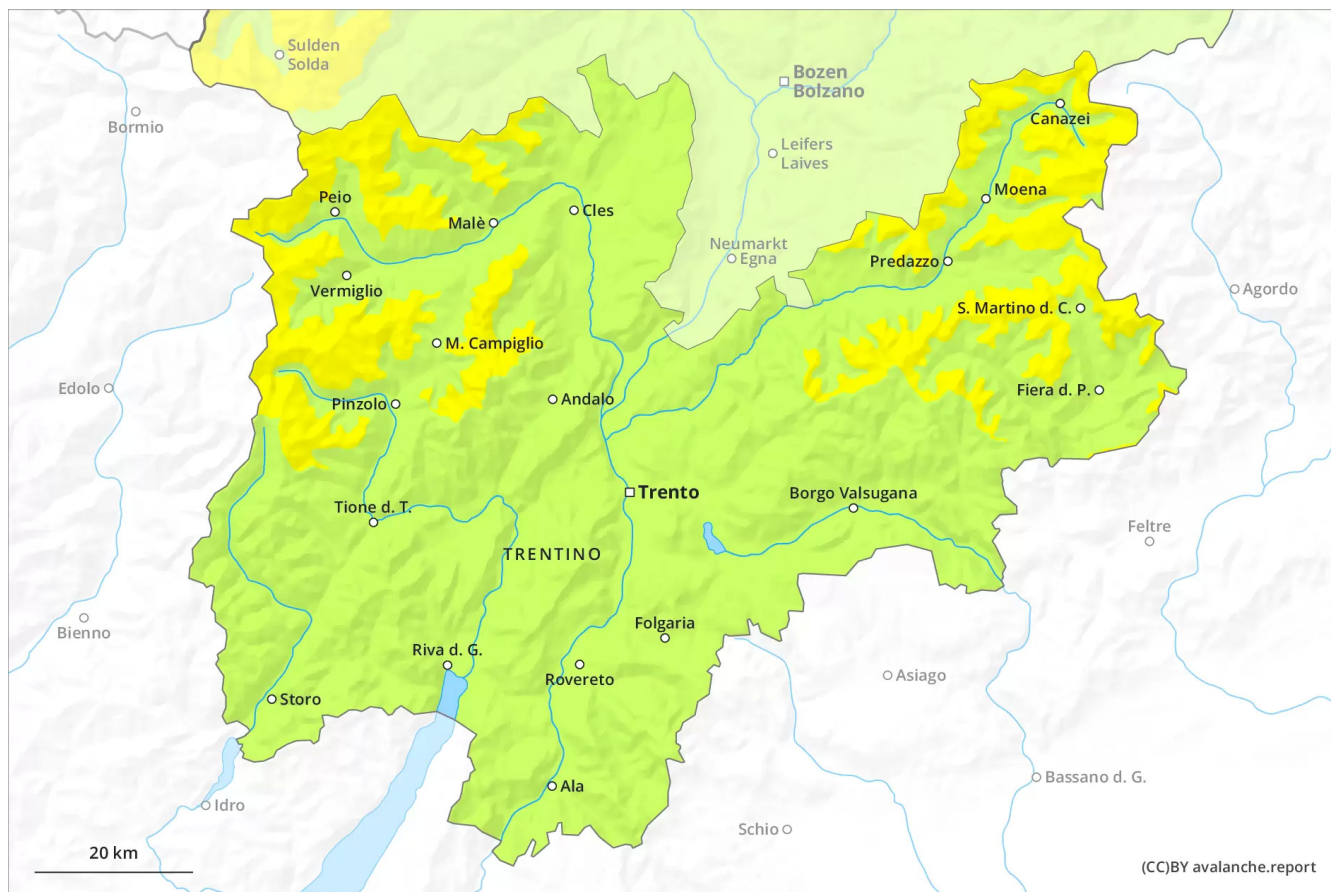 Sulden
Solda
Bozen
Bolzano
Canazei
Bormio
Leifers
Laives
Moena
Peio
Malè
Cles
Neumarkt
Egna
Predazzo
Vermiglio
Agordo
S. Martino d. C.
M. Campiglio
Edolo
Pinzolo
Andalo
Fiera d. P.
Trento
Borgo Valsugana
Tione d. T.
Feltre
TRENTINO
Bienno
Folgaria
Riva d. G.
Rovereto
Asiago
Storo
Bassano d. G.
Ala
Idro
Schio
20 km
(CC)BY avalanche.report